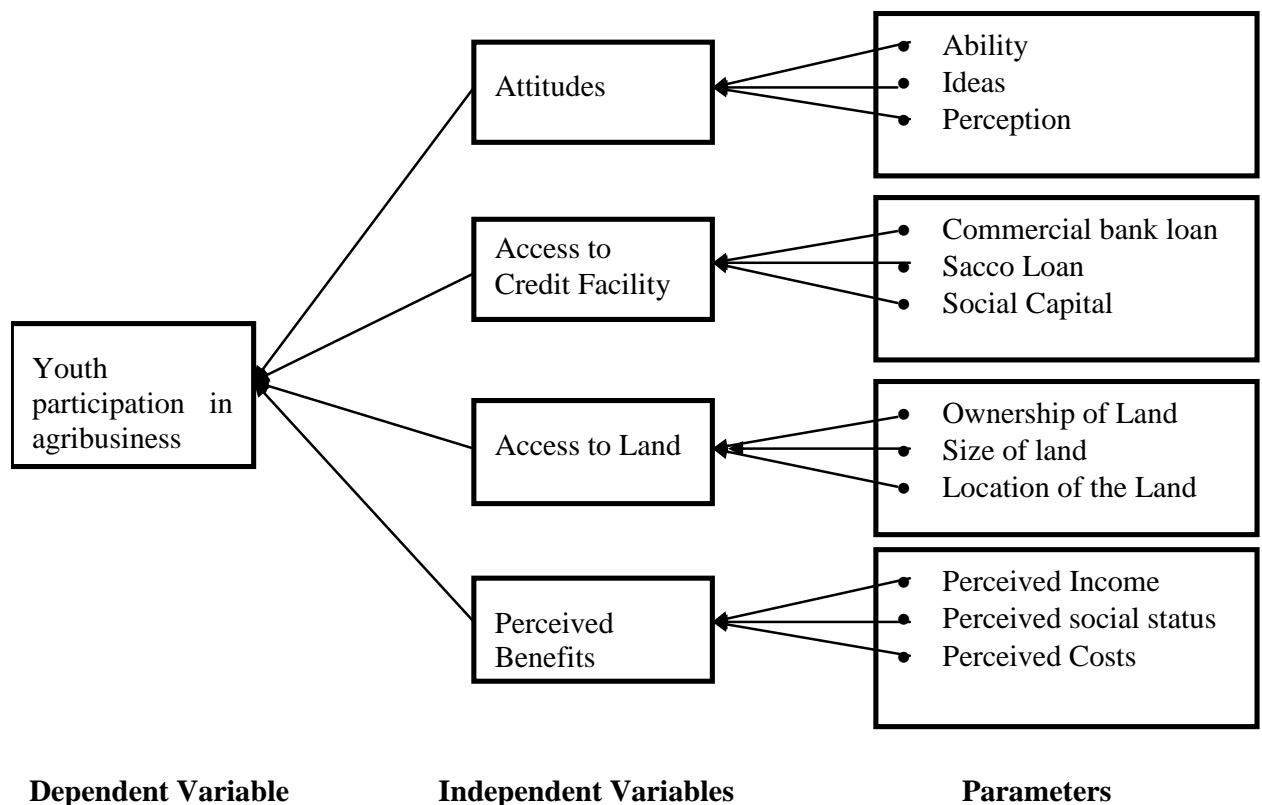 Attitudes
Ability
Ideas
Perception
Access to
Credit Facility
Commercial bank loan
Sacco Loan
Social Capital
Youth
participation in
agribusiness
Access to Land
Ownership of Land
Size of land
Location of the Land
Perceived
Benefits
Perceived Income
Perceived social status
Perceived Costs
Dependent Variable
Independent Variables
Parameters